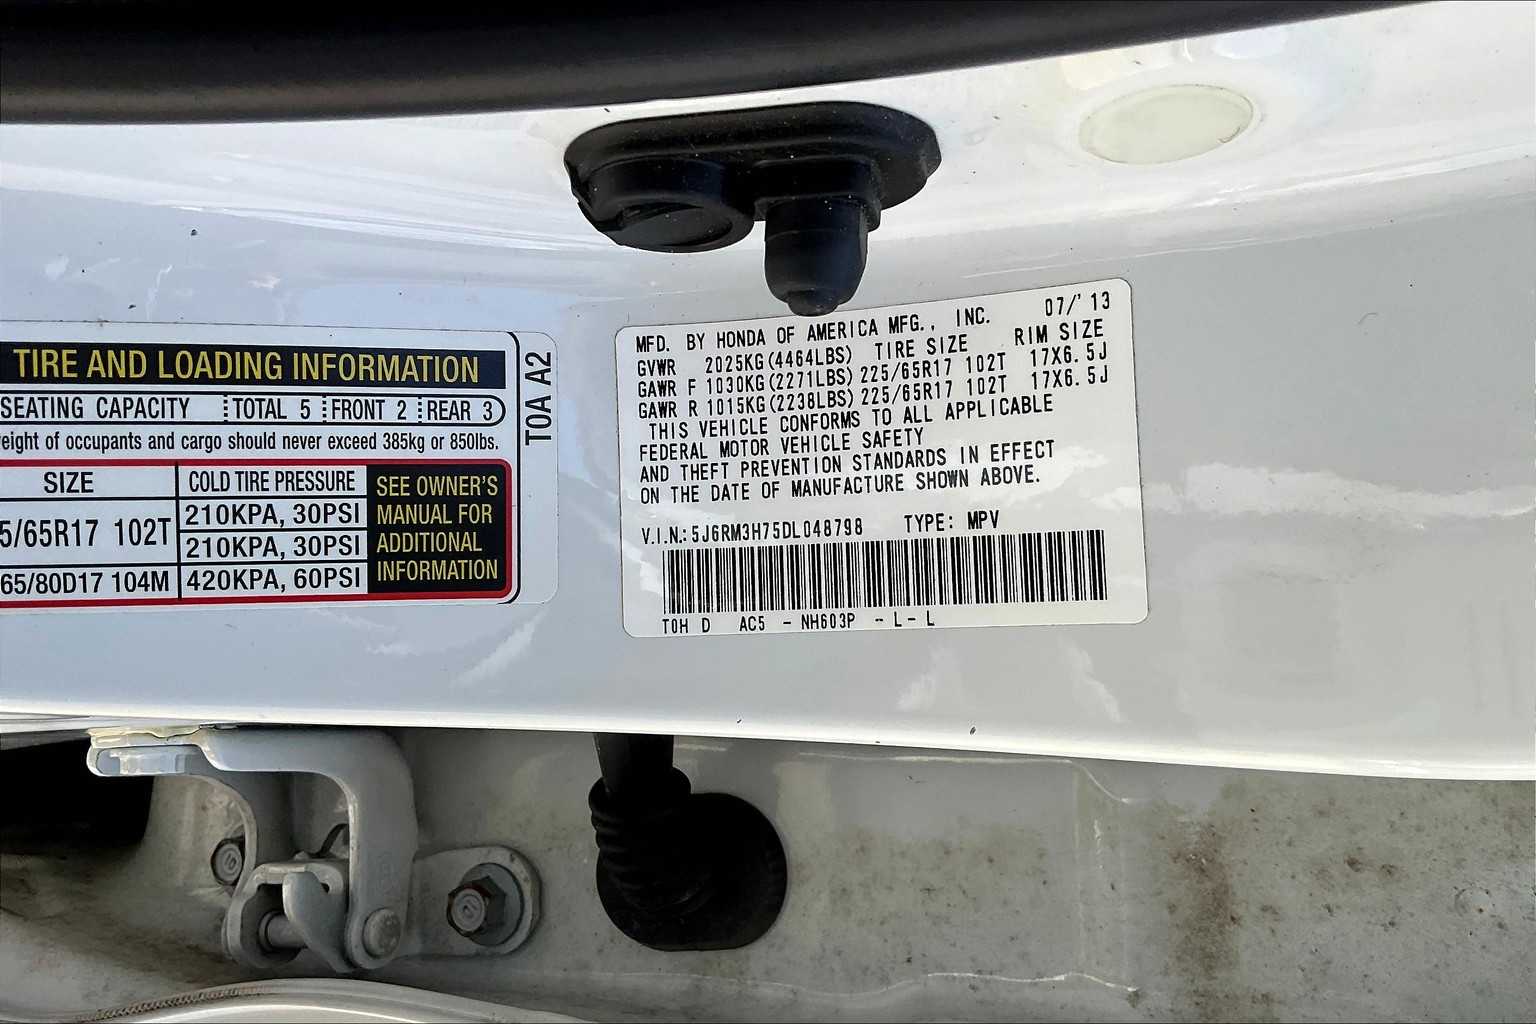 TIRE AND LOADING INFORMATION
SEATING CAPACITY TOTAL 5 FRONT 2 REAR 3
eight of occupants and cargo should never exceed 385kg or 850lbs.
SIZE COLD TIRE PRESSURE
5/65R17 102T 210KPA, 30PSI
210KPA, 30PSI
65/80D17 104M 420KPA, 60PSI
SEE OWNER'S
MANUAL FOR
ADDITIONAL
INFORMATION
T0A A2
07/'13
MFD. BY HONDA OF AMERICA MFG., INC.
GVWR 2025KG(4464LBS) TIRE SIZE RIM SIZE
GAWR F 1030KG(2271LBS) 225/65R17 102T 17X6.5J
GAWR R 1015KG(2238LBS) 225/65R17 102T 17X6.5J
THIS VEHICLE CONFORMS TO ALL APPLICABLE
FEDERAL MOTOR VEHICLE SAFETY
AND THEFT PREVENTION STANDARDS IN EFFECT
ON THE DATE OF MANUFACTURE SHOWN ABOVE.
V.I.N.:5J6RM3H75DL048798 TYPE: MPV
T0H D AC5 - NH603P - L - L